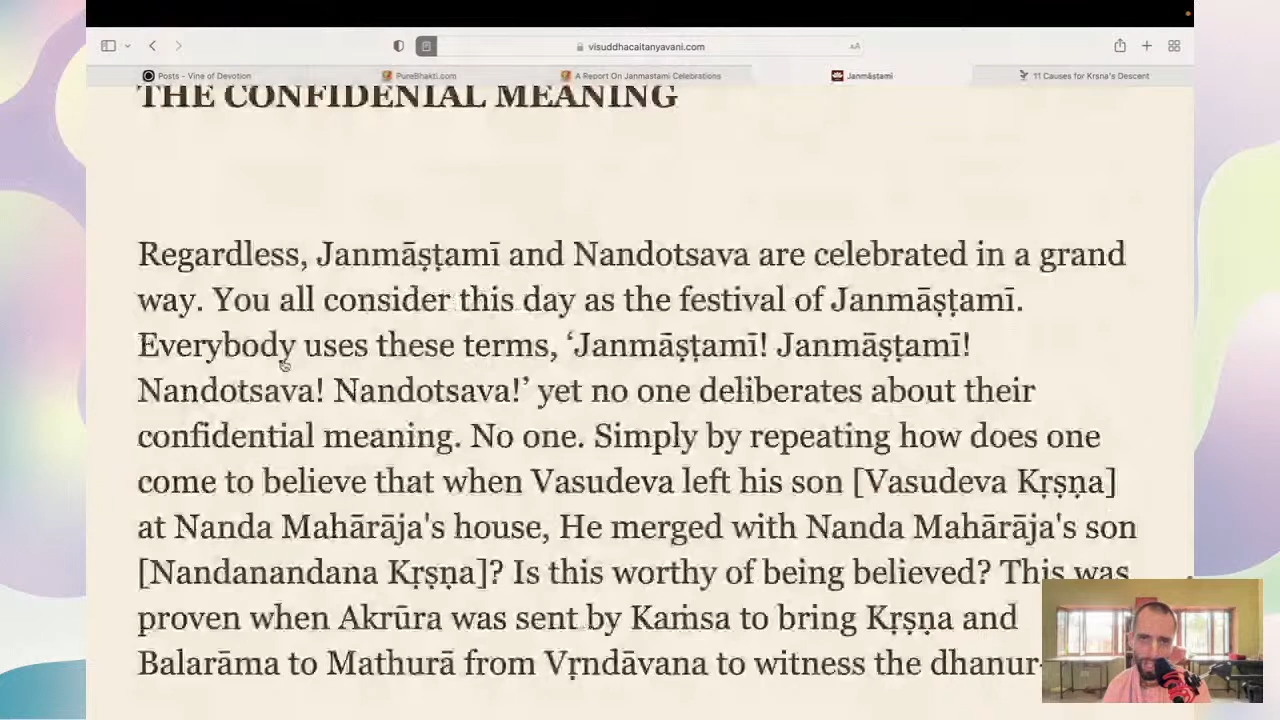 visuddhacaitanyavani.com
Posts - Vine of Devotion
PureBhakti.com
A Report On Janmastami Celebrations
Janmāṣṭamī
11 Causes for Krsna's Descent
THE CONFIDENIAL MEANING
Regardless, Janmāṣṭamī and Nandotsava are celebrated in a grand
way. You all consider this day as the festival of Janmāṣṭamī.
Everybody uses these terms, ‘Janmāṣṭamī! Janmāṣṭamī!
Nandotsava! Nandotsava!’ yet no one deliberates about their
confidential meaning. No one. Simply by repeating how does one
come to believe that when Vasudeva left his son [Vasudeva Kṛṣṇa]
at Nanda Mahārāja's house, He merged with Nanda Mahārāja's son
[Nandanandana Kṛṣṇa]? Is this worthy of being believed? This was
proven when Akrūra was sent by Kaṁsa to bring Kṛṣṇa and
Balarāma to Mathurā from Vṛndāvana to witness the dhanur-